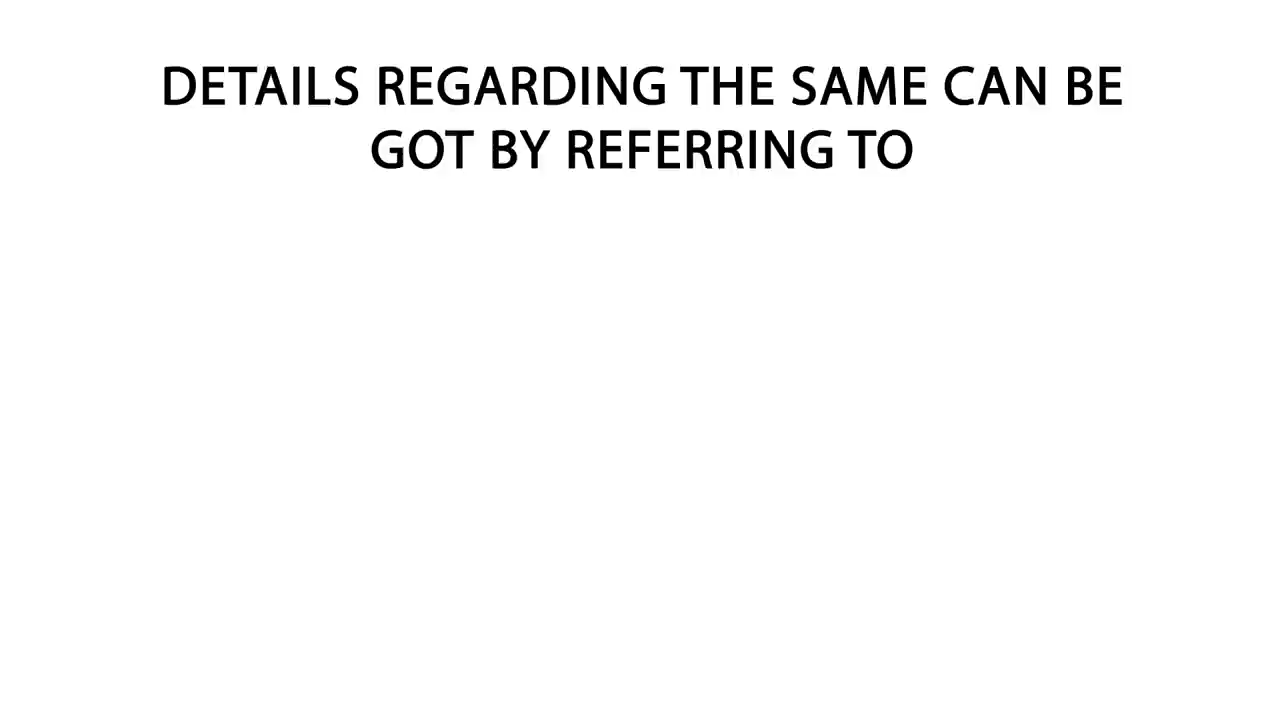 DETAILS REGARDING THE SAME CAN BE
GOT BY REFERRING TO